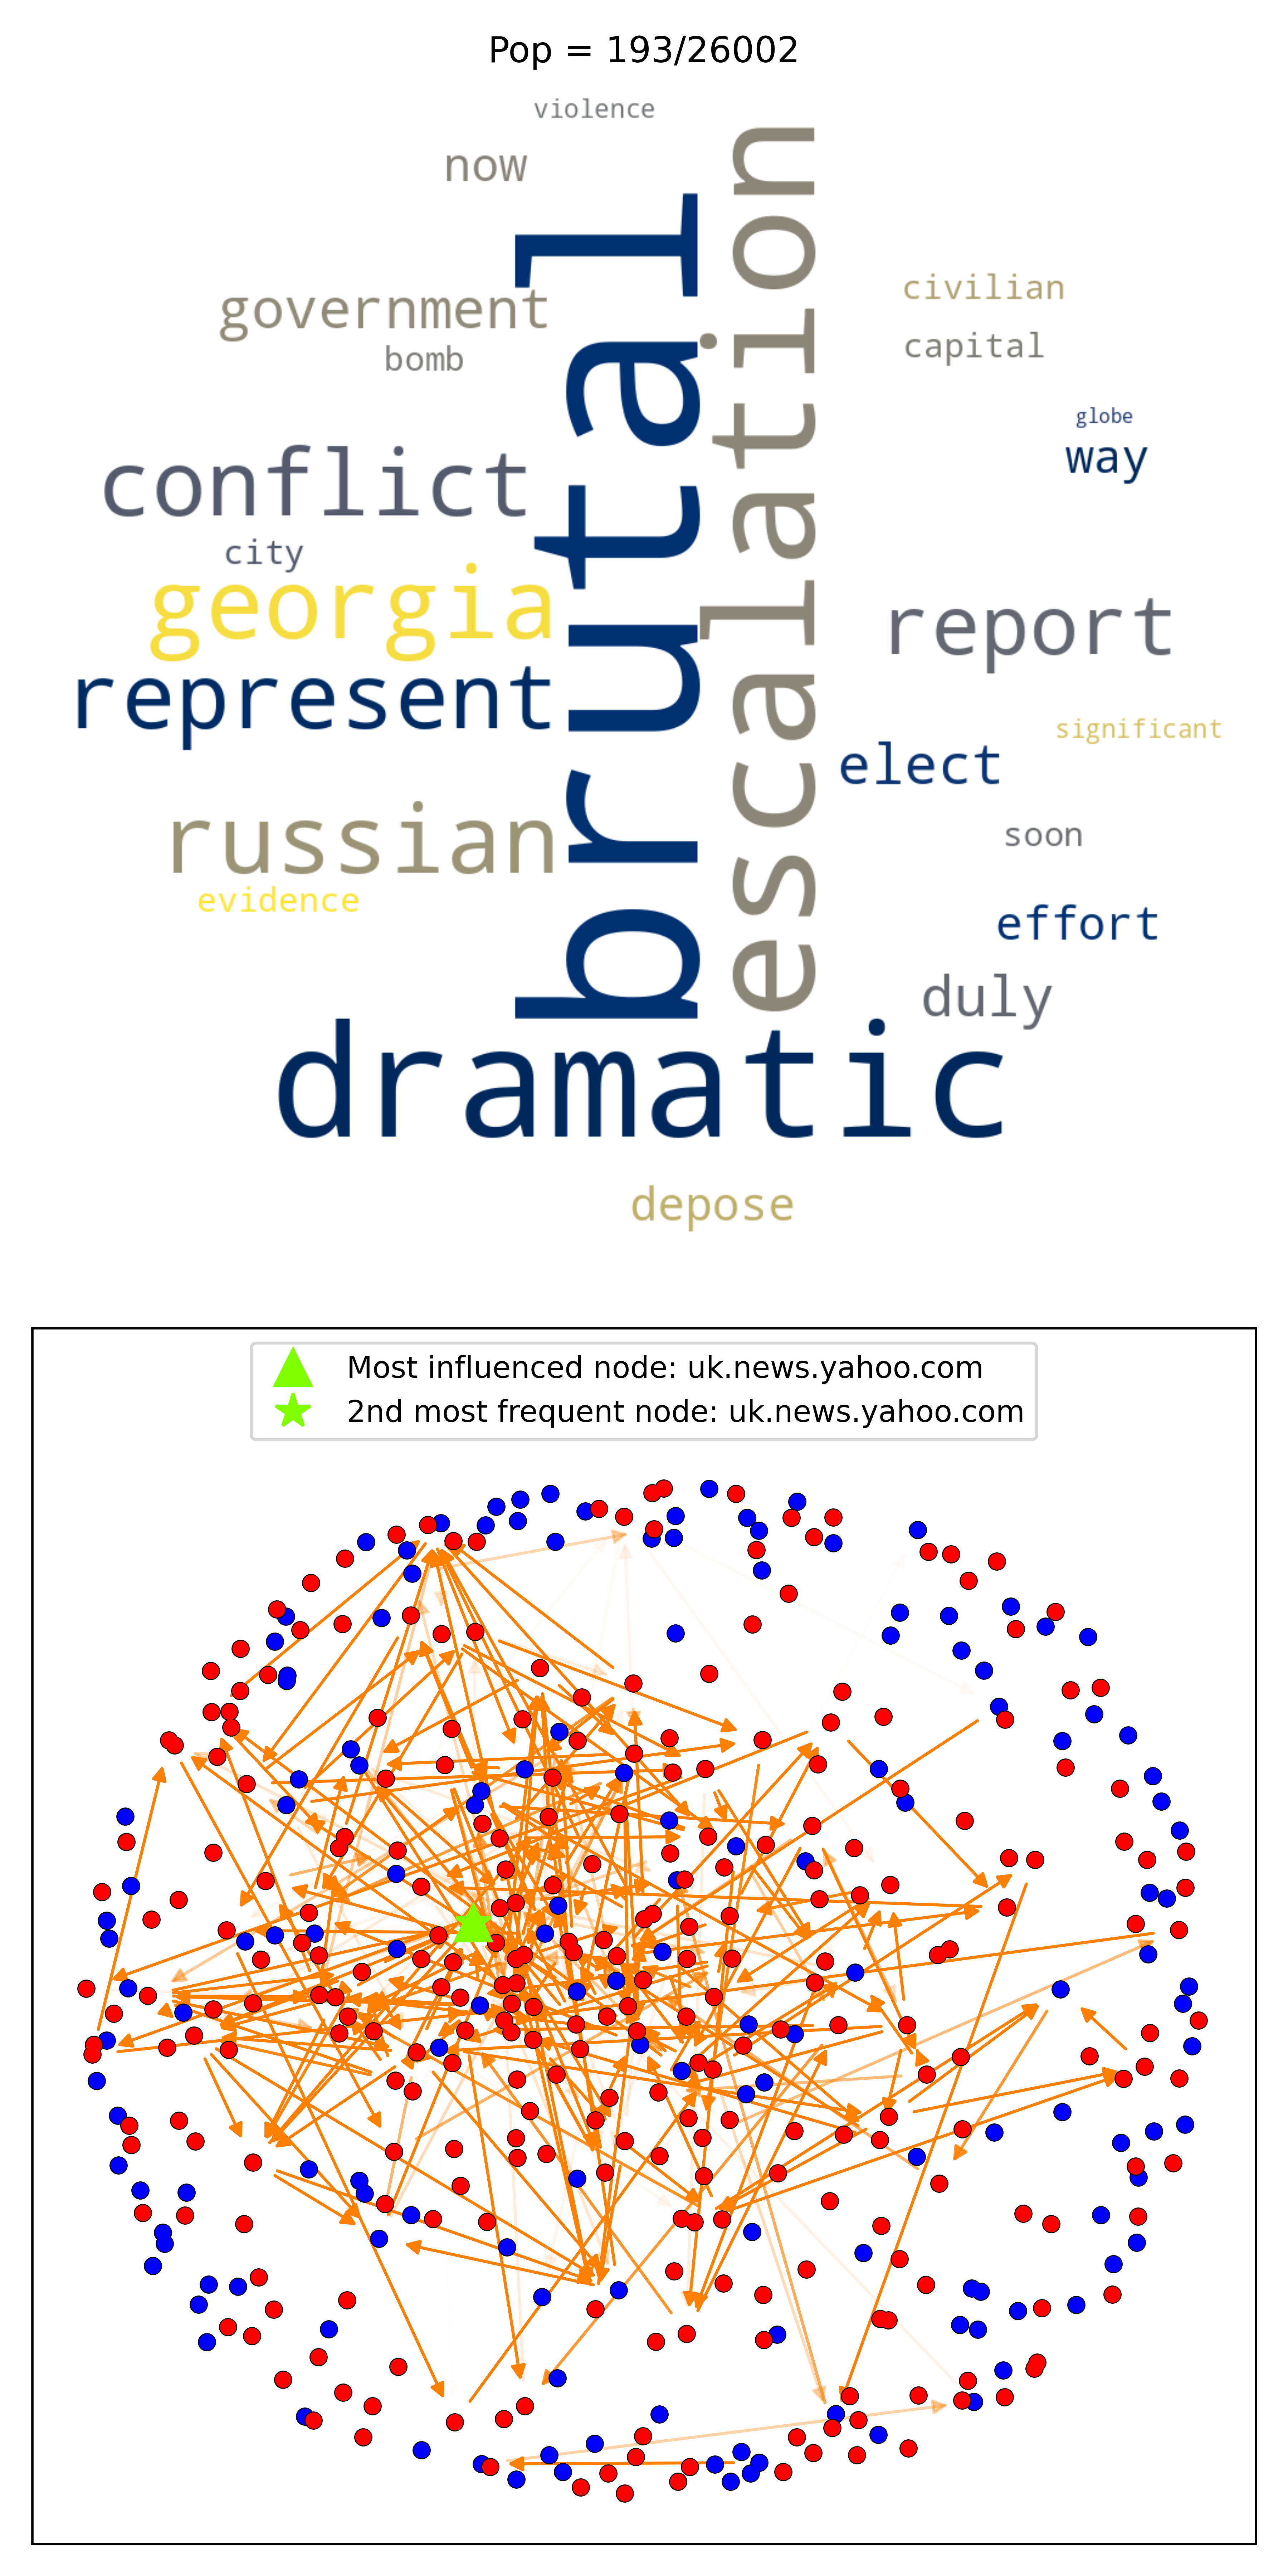 Pop = 193/26002
violence
now
government
bomb
civilian
capital
globe
way
conflict
city
georgia
represent
brutal
escalation
report
significant
elect
russian
evidence
soon
effort
duly
dramatic
depose
Most influenced node: uk.news.yahoo.com
2nd most frequent node: uk.news.yahoo.com